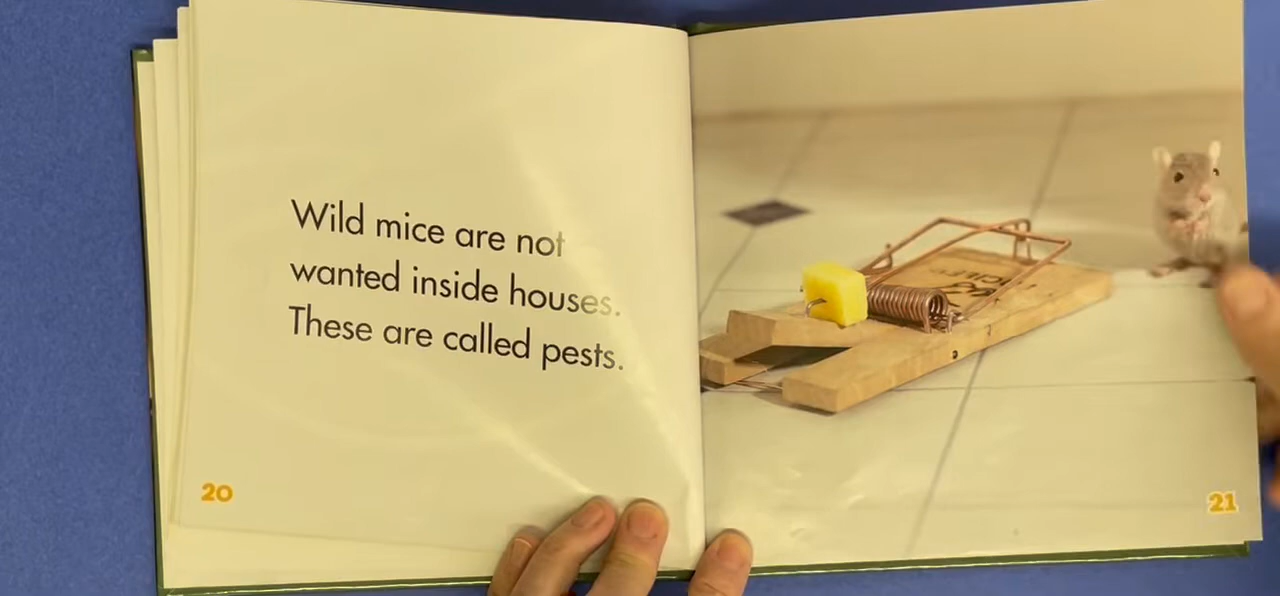 Wild mice are not
wanted inside houses.
These are called pests.
20
21